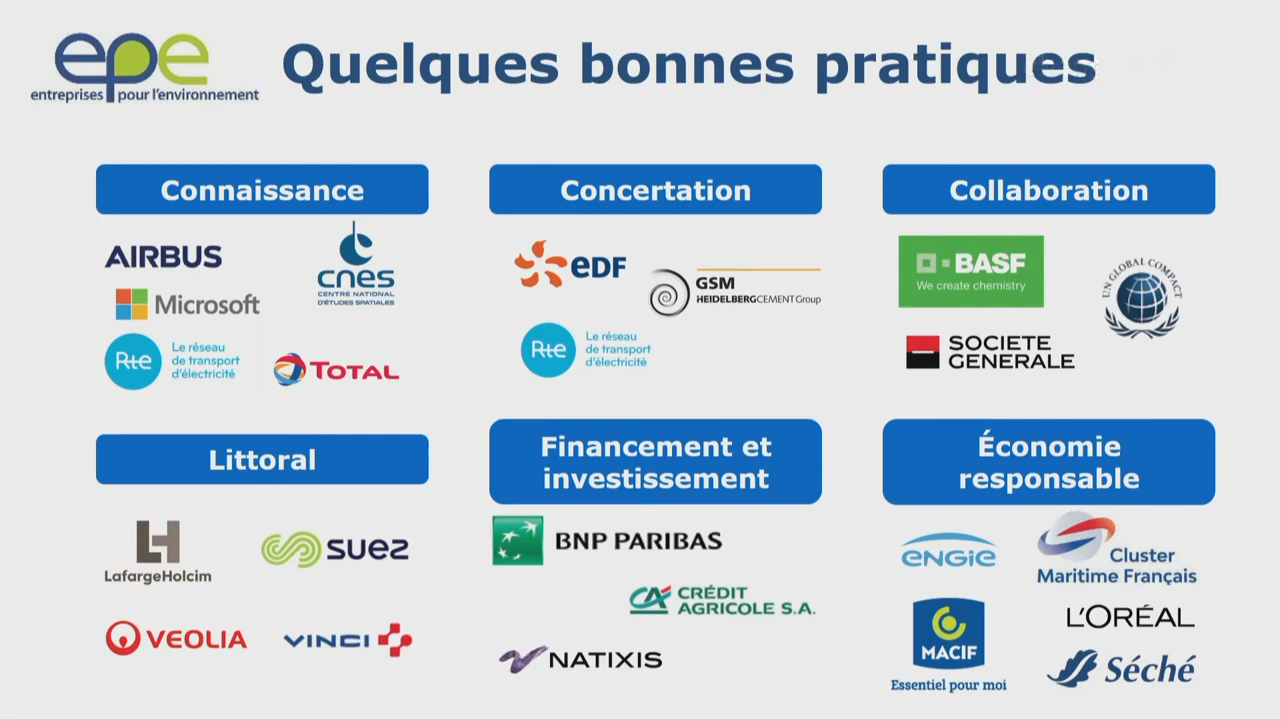 epe
entreprises pour l'environnement
Quelques bonnes pratiques
Connaissance
AIRBUS
cnes
CENTRE NATIONAL
D'ÉTUDES SPATIALES
Microsoft
Rte
Le réseau
de transport
d'électricité
TOTAL
Concertation
eDF
GSM
HEIDELBERGCEMENT Group
Rte
Le réseau
de transport
d'électricité
Collaboration
BASF
We create chemistry
UN GLOBAL COMPACT
SOCIETE
GENERALE
Littoral
LafargeHolcim
suez
VEOLIA
VINCI
Financement et
investissement
BNP PARIBAS
CRÉDIT
AGRICOLE S.A.
NATIXIS
Économie
responsable
ENGIE
Cluster
Maritime Français
MACIF
Essentiel pour moi
L'ORÉAL
Séché